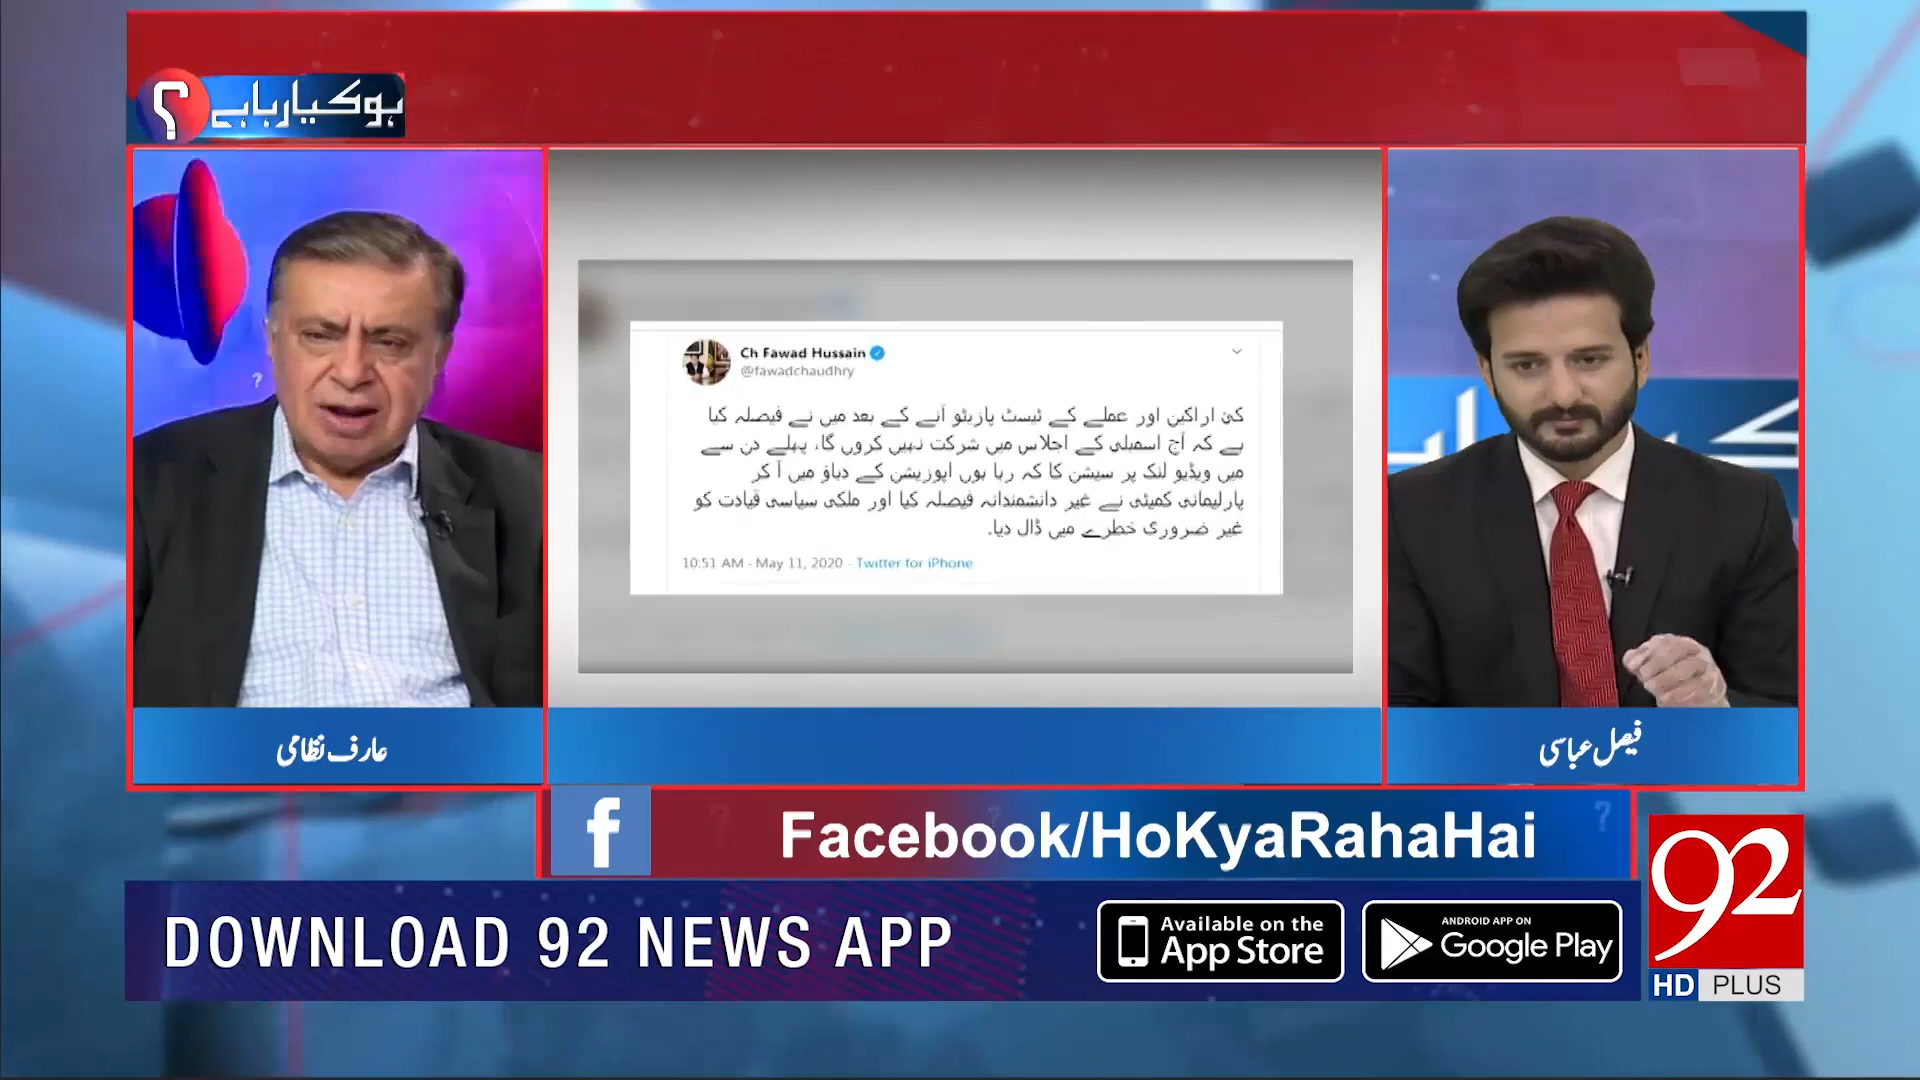 ہو کیا رہا ہے؟
Ch Fawad Hussain
@fawadchaudhry
کئ اراکین اور عملے کے ٹیسٹ پازیٹو آنے کے بعد میں نے فیصلہ کیا
ہے کہ آج اسمبلی کے اجلاس میں شرکت نہیں کروں گا، پہلے دن سے
میں ویڈیو لنک پر سیشن کا کہ رہا ہوں اپوزیشن کے دباؤ میں آ کر
پارلیمانی کمیٹی نے غیر دانشمندانہ فیصلہ کیا اور ملکی سیاسی قیادت کو
غیر ضروری خطرے میں ڈال دیا۔
10:51 AM - May 11, 2020 - Twitter for iPhone
عارف نظامی
فیصل عباسی
f Facebook/HoKyaRahaHai
DOWNLOAD 92 NEWS APP
Available on the
App Store
ANDROID APP ON
Google Play
92
HD PLUS